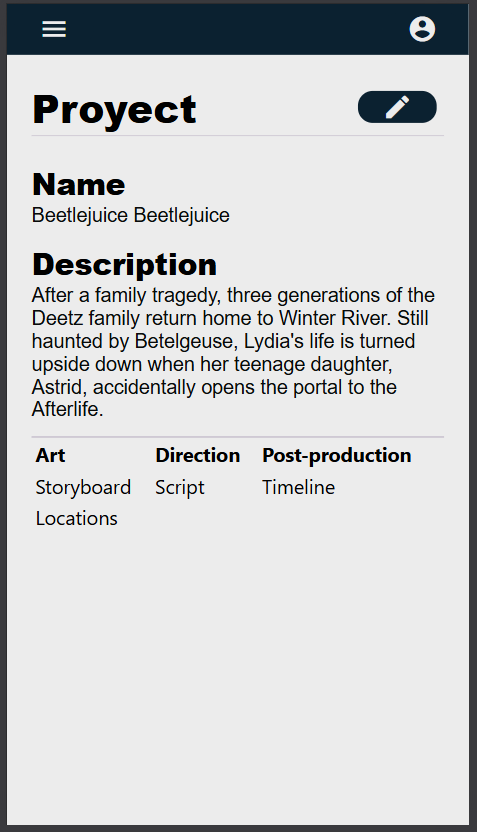 Proyect
Name
Beetlejuice Beetlejuice
Description
After a family tragedy, three generations of the
Deetz family return home to Winter River. Still
haunted by Betelgeuse, Lydia's life is turned
upside down when her teenage daughter,
Astrid, accidentally opens the portal to the
Afterlife.
Art Direction Post-production
Storyboard Script Timeline
Locations